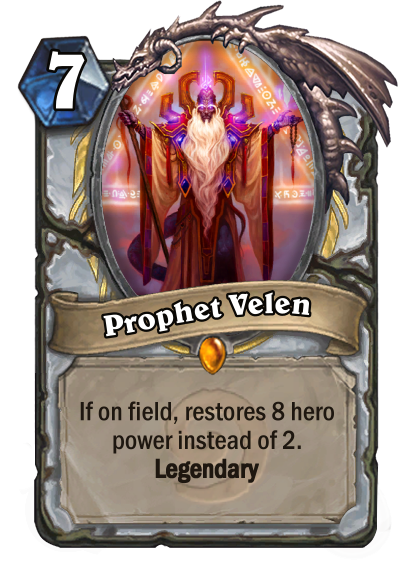 7
Prophet Velen
If on field, restores 8 hero
power instead of 2.
Legendary